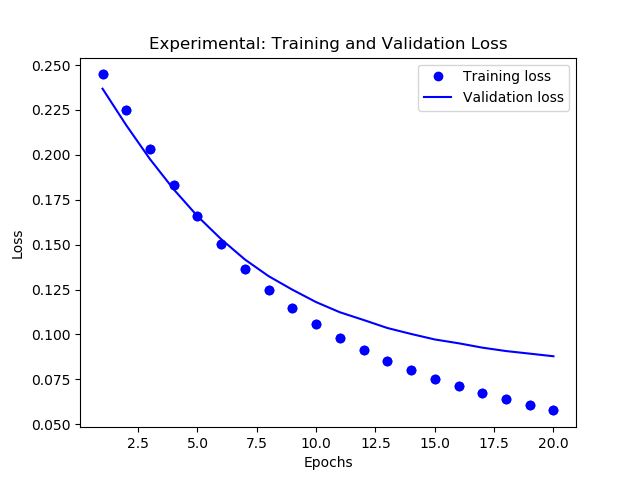 Experimental: Training and Validation Loss
Training loss
Validation loss
0.250
0.225
0.200
0.175
0.150
0.125
0.100
0.075
0.050
Loss
2.5 5.0 7.5 10.0 12.5 15.0 17.5 20.0
Epochs